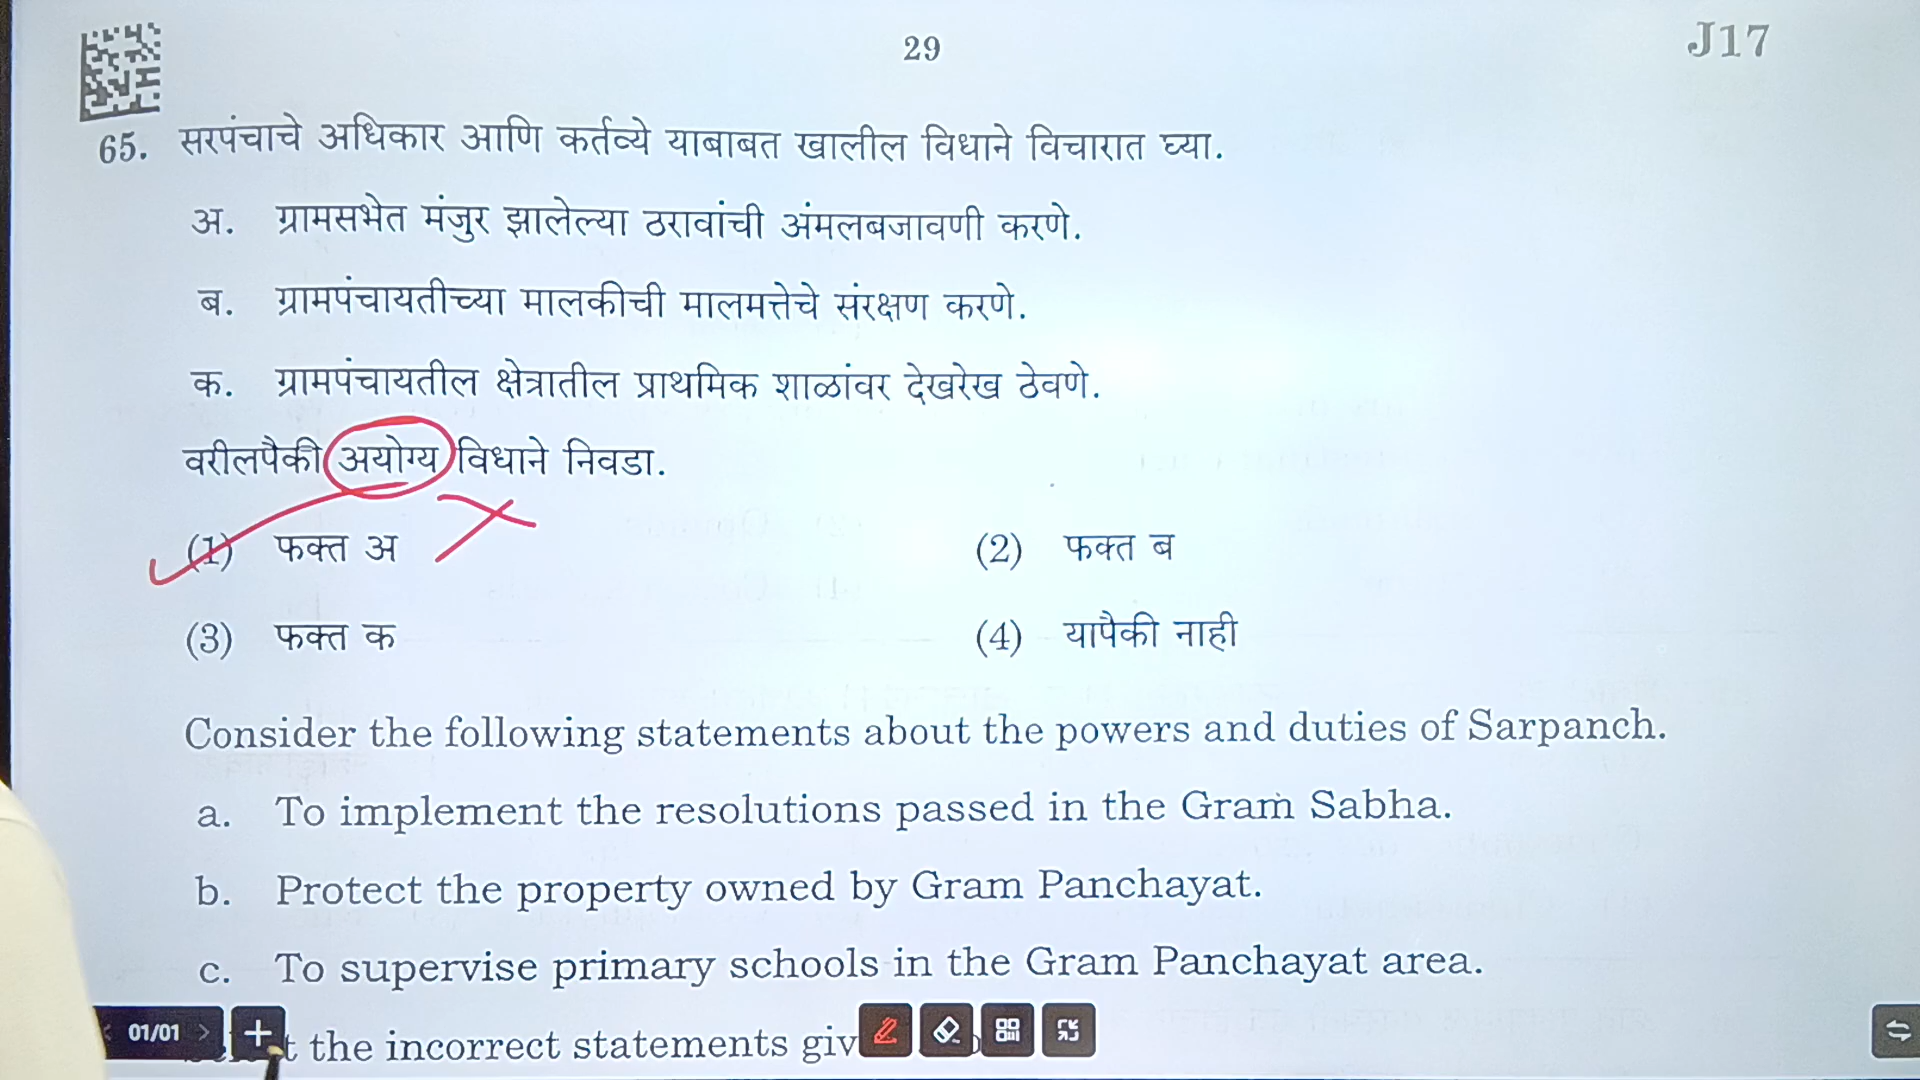 29
J17
65. सरपंचाचे अधिकार आणि कर्तव्ये याबाबत खालील विधाने विचारात घ्या.
अ. ग्रामसभेत मंजुर झालेल्या ठरावांची अंमलबजावणी करणे.
ब. ग्रामपंचायतीच्या मालकीची मालमत्तेचे संरक्षण करणे.
क. ग्रामपंचायतील क्षेत्रातील प्राथमिक शाळांवर देखरेख ठेवणे.
वरीलपैकी अयोग्य विधाने निवडा.
(1) फक्त अ (2) फक्त ब
(3) फक्त क (4) यापैकी नाही
Consider the following statements about the powers and duties of Sarpanch.
a. To implement the resolutions passed in the Gram Sabha.
b. Protect the property owned by Gram Panchayat.
c. To supervise primary schools in the Gram Panchayat area.
the incorrect statements
01/01